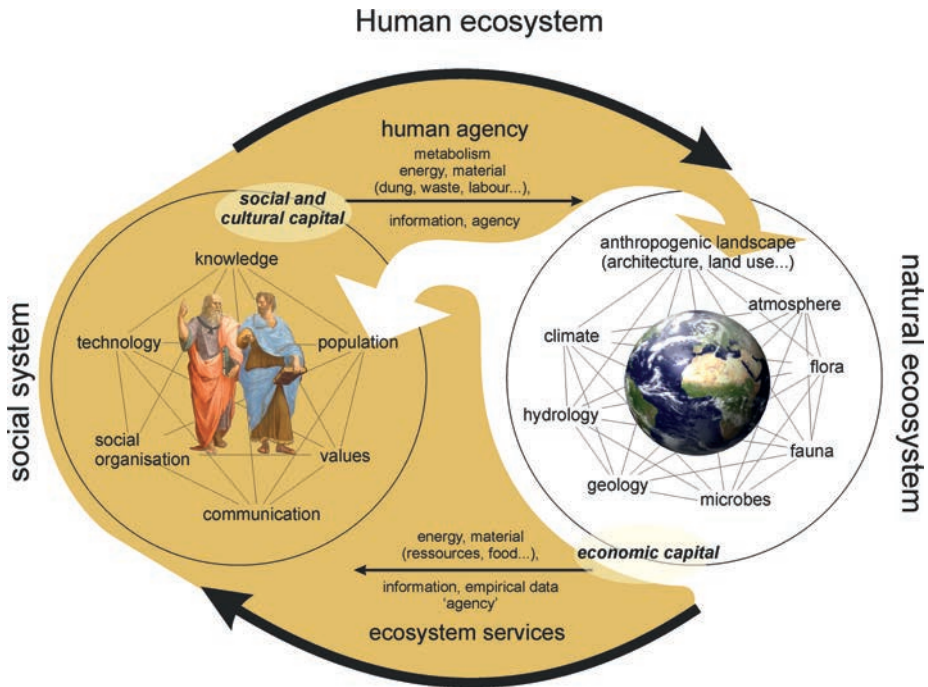 Human ecosystem
human agency
metabolism
energy, material
(dung, waste, labour...),
information, agency
social and
cultural capital
knowledge
technology
population
social
organisation
values
communication
social system
anthropogenic landscape
(architecture, land use...)
atmosphere
climate
flora
hydrology
fauna
geology
microbes
natural ecosystem
economic capital
energy, material
(ressources, food...),
information, empirical data
‘agency’
ecosystem services